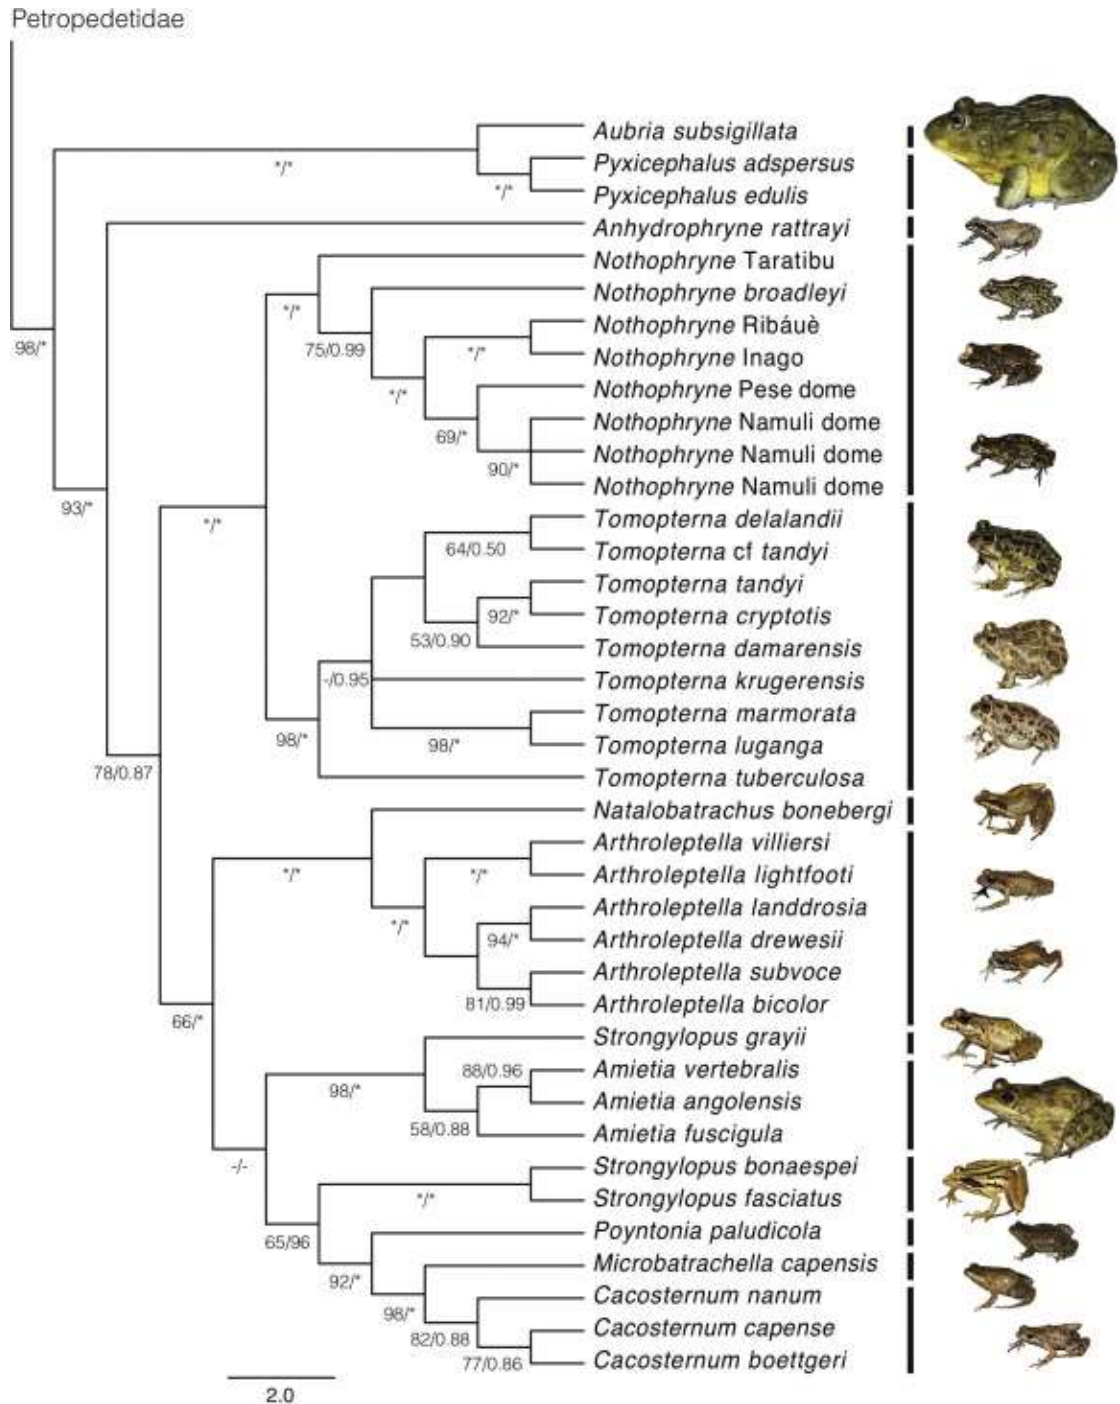 Petropedetidae
Aubria subsigillata
*/*
Pyxicephalus adspersus
*/*
Pyxicephalus edulis
Anhydrophryne rattrayi
Nothophryne Taratibu
*/*
Nothophryne broadleyi
98/*
75/0.99
Nothophryne Ribáuè
*/*
Nothophryne Inago
*/*
Nothophryne Pese dome
Nothophryne Namuli dome
69/*
Nothophryne Namuli dome
90/*
Nothophryne Namuli dome
93/*
*/*
Tomopterna delalandii
64/0.50
Tomopterna cf tandyi
Tomopterna tandyi
92/*
Tomopterna cryptotis
53/0.90
Tomopterna damarensis
-/0.95
Tomopterna krugerensis
Tomopterna marmorata
98/*
98/*
Tomopterna luganga
78/0.87
Tomopterna tuberculosa
Natalobatrachus bonebergi
Arthroleptella villiersi
*/*
*/*
Arthroleptella lightfooti
Arthroleptella landdrosia
*/*
94/*
Arthroleptella drewesii
Arthroleptella subvoce
81/0.99
Arthroleptella bicolor
66/*
Strongylopus grayii
88/0.96
Amietia vertebralis
98/*
Amietia angolensis
58/0.88
Amietia fuscigula
-/-
Strongylopus bonaespei
*/*
Strongylopus fasciatus
65/96
Poyntonia paludicola
92/*
Microbatrachella capensis
Cacosternum nanum
98/*
82/0.88
Cacosternum capense
77/0.86
Cacosternum boettgeri
2.0